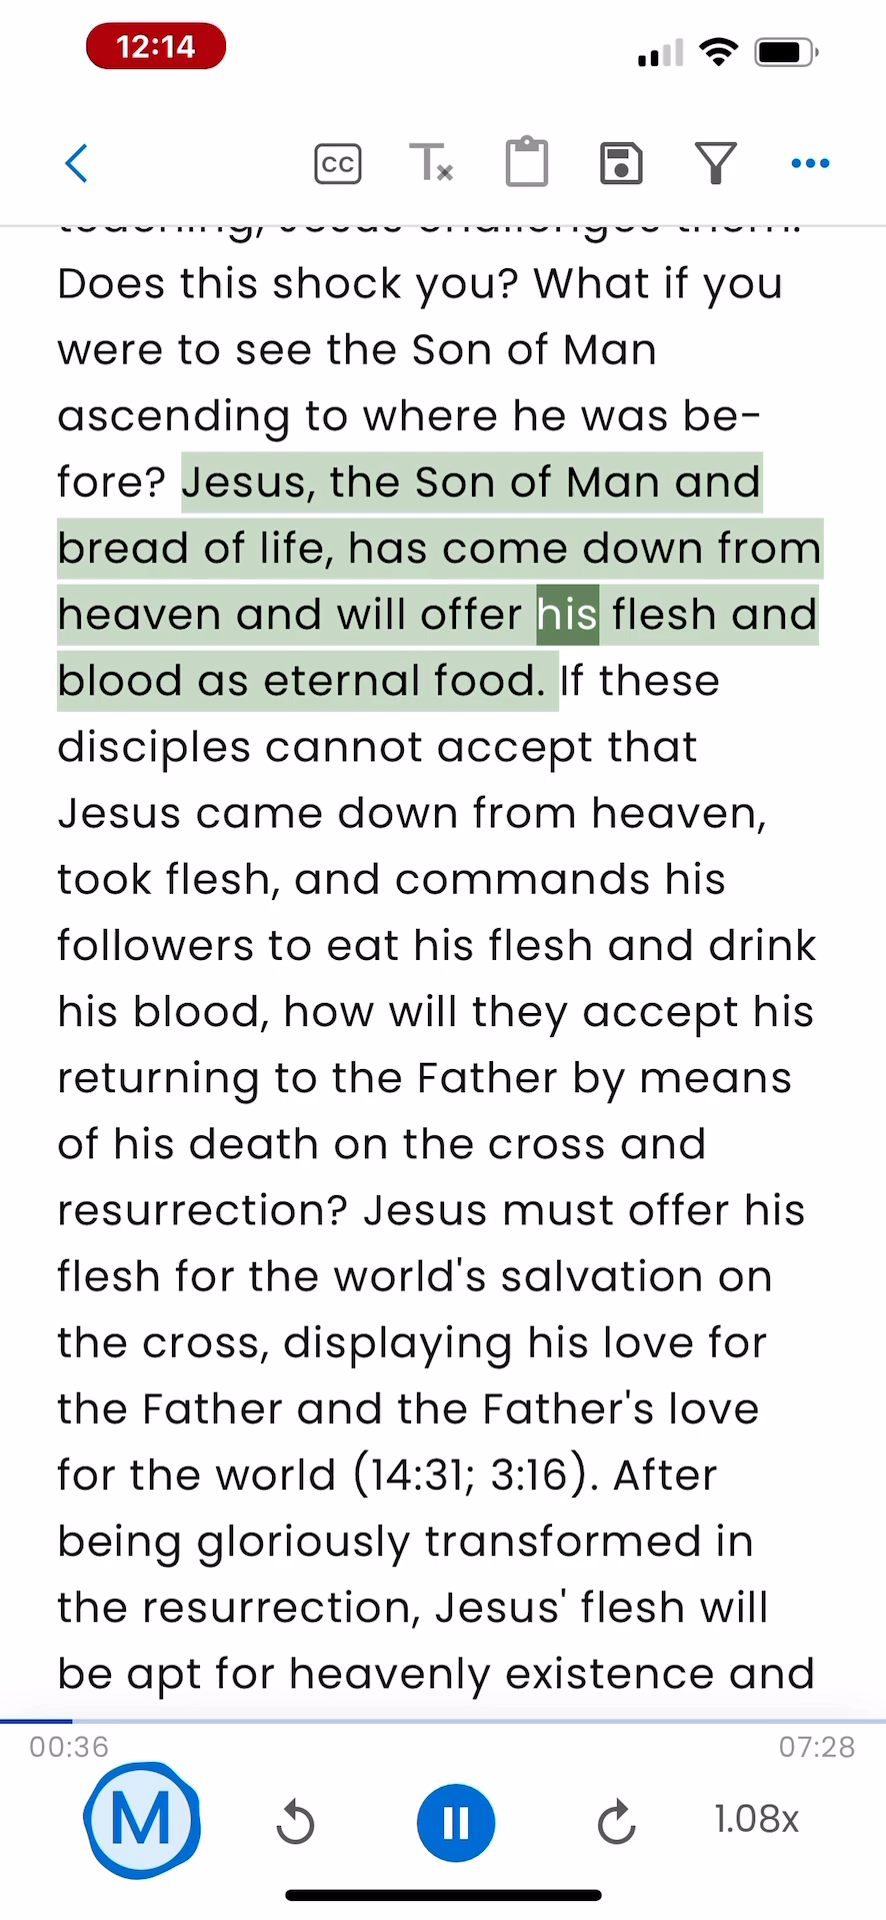 12:14
CC
teaching, Jesus challenges them:
Does this shock you? What if you
were to see the Son of Man
ascending to where he was be-
fore? Jesus, the Son of Man and
bread of life, has come down from
heaven and will offer his flesh and
blood as eternal food. If these
disciples cannot accept that
Jesus came down from heaven,
took flesh, and commands his
followers to eat his flesh and drink
his blood, how will they accept his
returning to the Father by means
of his death on the cross and
resurrection? Jesus must offer his
flesh for the world's salvation on
the cross, displaying his love for
the Father and the Father's love
for the world (14:31; 3:16). After
being gloriously transformed in
the resurrection, Jesus' flesh will
be apt for heavenly existence and
00:36 07:28
M 1.08x